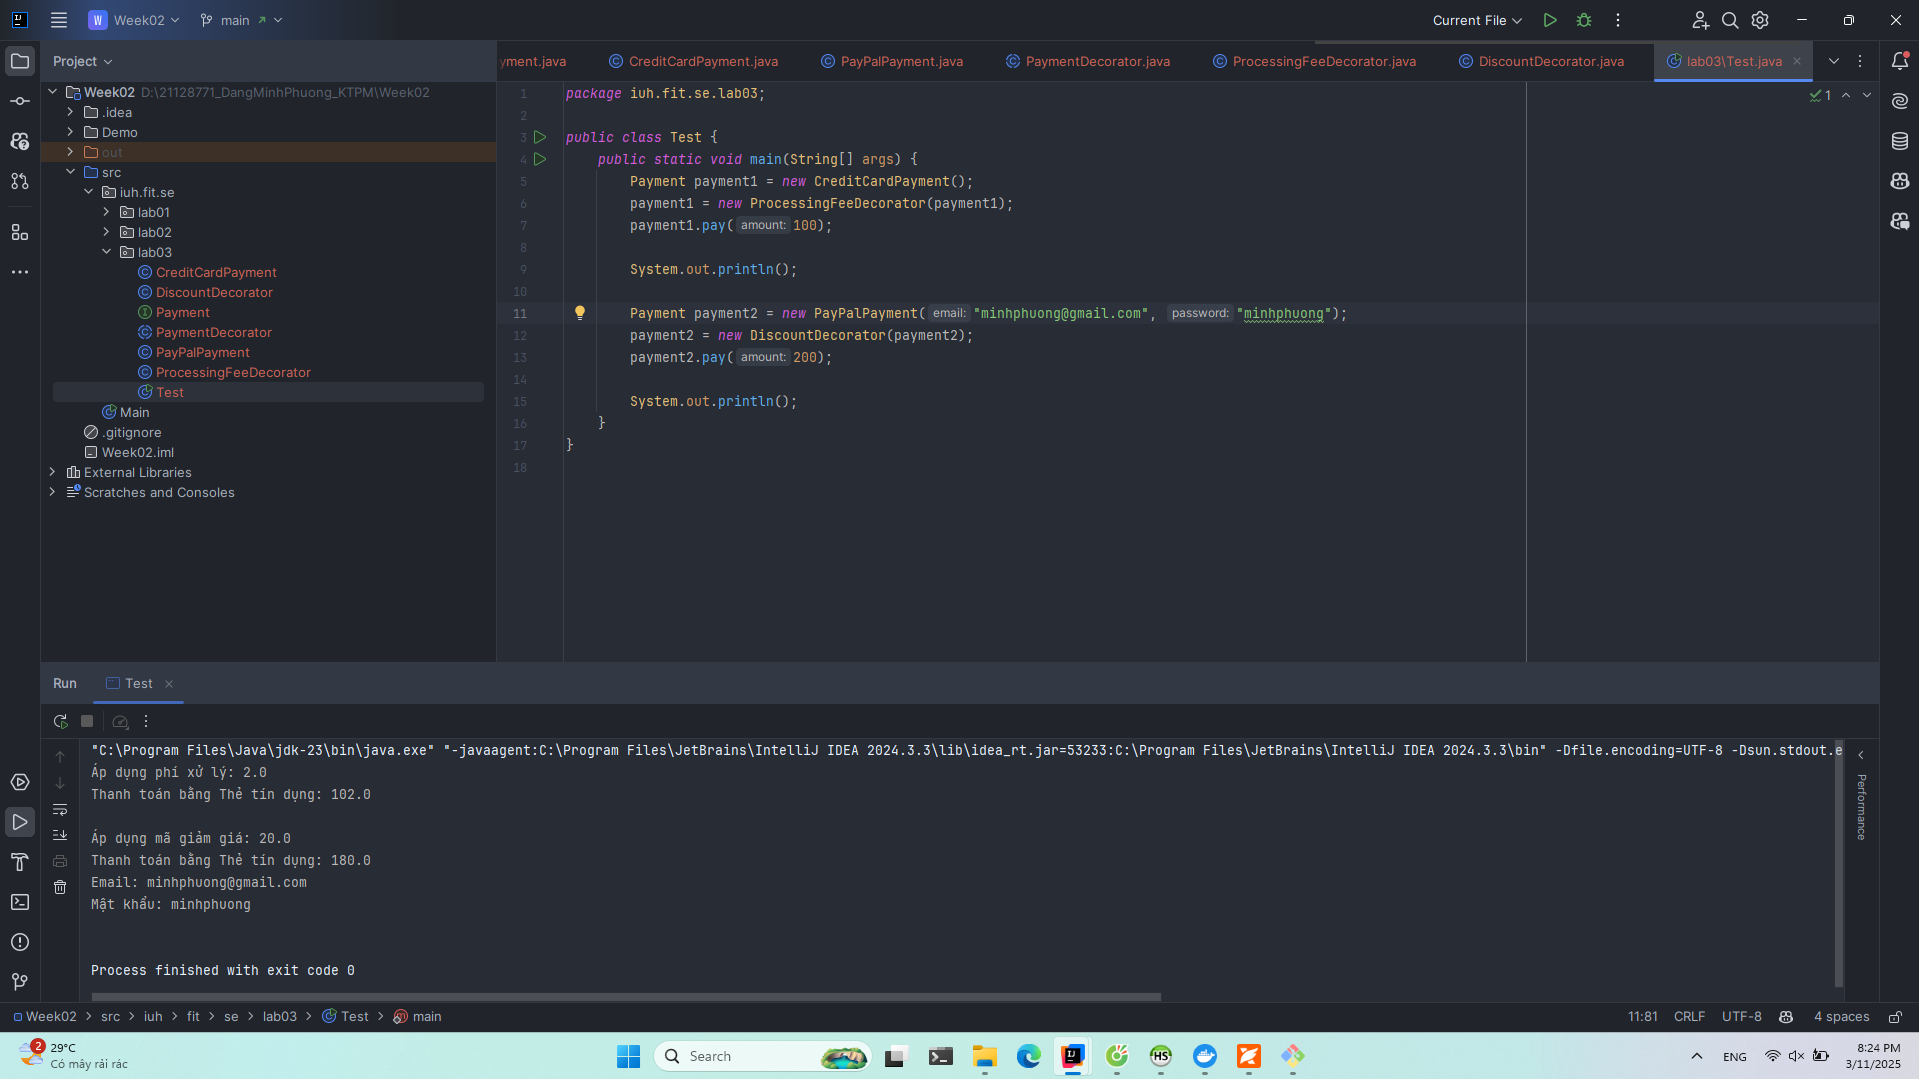 Week02 main Current File
Project
yment.java CreditCardPayment.java PayPalPayment.java PaymentDecorator.java ProcessingFeeDecorator.java DiscountDecorator.java lab03\Test.java
Week02 D:\21128771_DangMinhPhuong_KTPM\Week02
.idea
Demo
out
src
iuh.fit.se
lab01
lab02
lab03
CreditCardPayment
DiscountDecorator
Payment
PaymentDecorator
PayPalPayment
ProcessingFeeDecorator
Test
Main
.gitignore
Week02.iml
External Libraries
Scratches and Consoles
1 package iuh.fit.se.lab03;
2
3 public class Test {
4 public static void main(String[] args) {
5 Payment payment1 = new CreditCardPayment();
6 payment1 = new ProcessingFeeDecorator(payment1);
7 payment1.pay( amount: 100);
8
9 System.out.println();
10
11 Payment payment2 = new PayPalPayment( email: "minhphuong@gmail.com", password: "minhphuong");
12 payment2 = new DiscountDecorator(payment2);
13 payment2.pay( amount: 200);
14
15 System.out.println();
16 }
17 }
18
1
Run Test
"C:\Program Files\Java\jdk-23\bin\java.exe" "-javaagent:C:\Program Files\JetBrains\IntelliJ IDEA 2024.3.3\lib\idea_rt.jar=53233:C:\Program Files\JetBrains\IntelliJ IDEA 2024.3.3\bin" -Dfile.encoding=UTF-8 -Dsun.stdout.e
Áp dụng phí xử lý: 2.0
Thanh toán bằng Thẻ tín dụng: 102.0
Áp dụng mã giảm giá: 20.0
Thanh toán bằng Thẻ tín dụng: 180.0
Email: minhphuong@gmail.com
Mật khẩu: minhphuong
Process finished with exit code 0
Performance
Week02 > src > iuh > fit > se > lab03 > Test > main 11:81 CRLF UTF-8 4 spaces
2
29°C
Có mây rải rác
Search
ENG
8:24 PM
3/11/2025